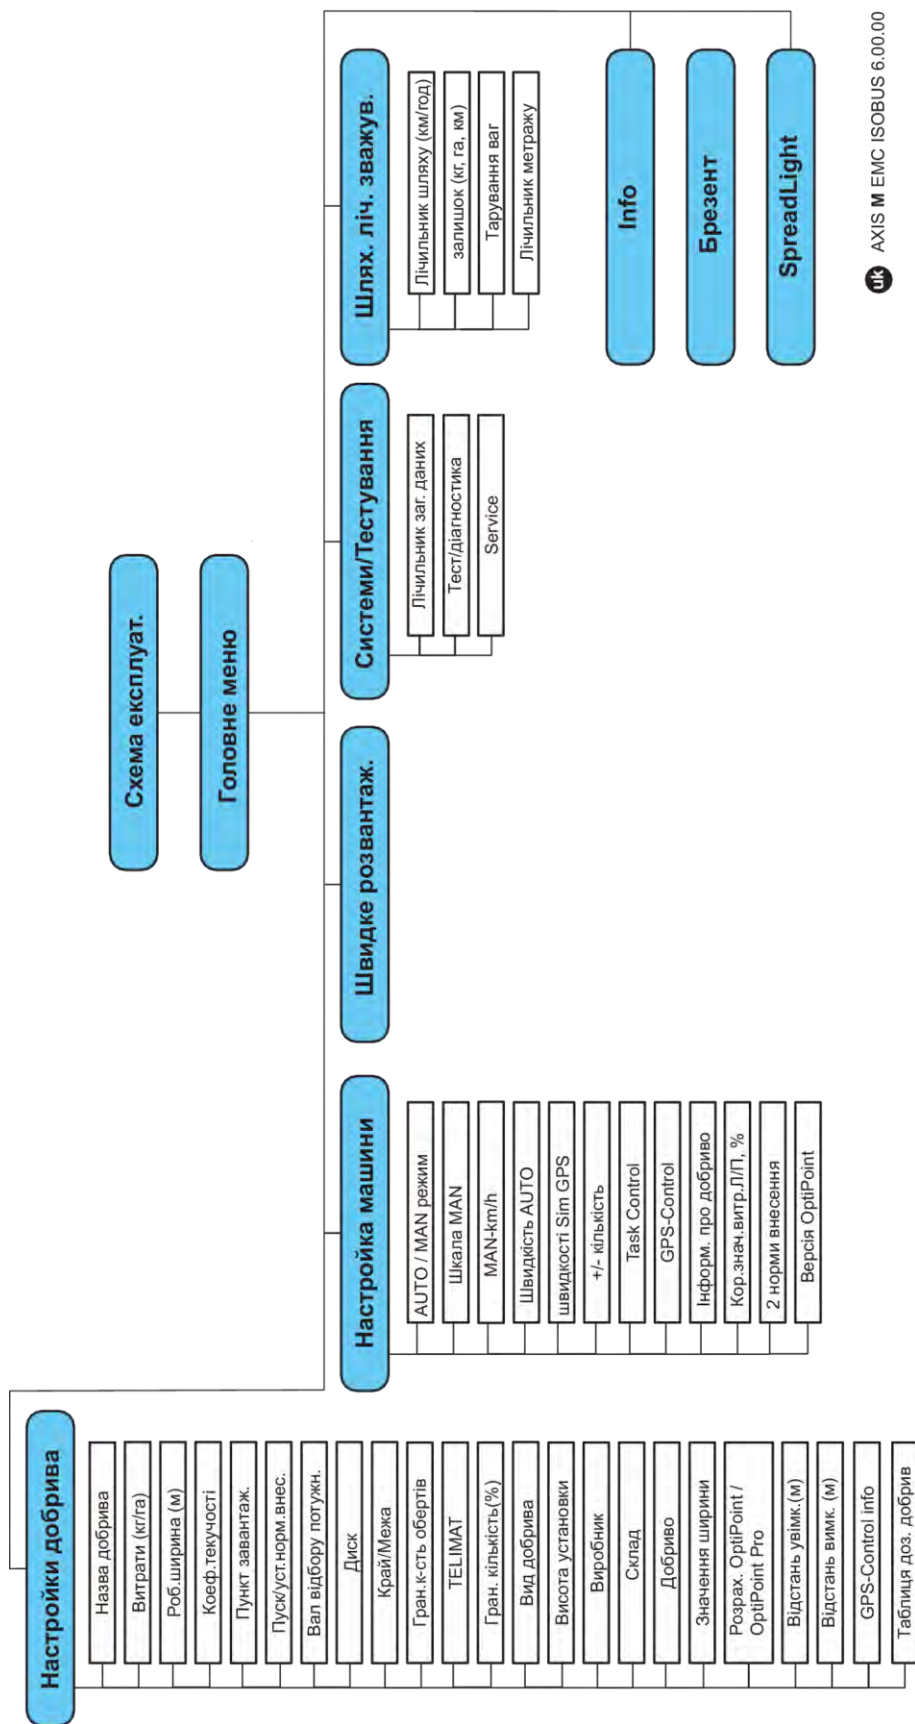 Схема експлуат.
Головне меню
Настройки добрива
Назва добрива
Витрати (кг/га)
Роб.ширина (м)
Коеф.текучості
Пункт завантаж.
Пуск/уст.норм.внес.
Вал відбору потужн.
Диск
Край/Межа
Гран.к-сть обертів
TELIMAT
Гран. кількість(%)
Вид добрива
Висота установки
Виробник
Склад
Добриво
Значення ширини
Розрах. OptiPoint /
OptiPoint Pro
Відстань увімк.(м)
Відстань вимк. (м)
GPS-Control info
Таблиця доз. добрив
Настройка машини
AUTO / MAN режим
Шкала MAN
MAN-km/h
Швидкість AUTO
швидкості Sim GPS
+/- кількість
Task Control
GPS-Control
Інформ. про добриво
Кор.знач.витр.Л/П, %
2 норми внесення
Версія OptiPoint
Швидке розвантаж.
Системи/Тестування
Лічильник заг. даних
Тест/діагностика
Service
Шлях. ліч. зважув.
Лічильник шляху (км/год)
залишок (кг, га, км)
Тарування ваг
Лічильник метражу
Info
Брезент
SpreadLight
uk AXIS M EMC ISOBUS 6.00.00